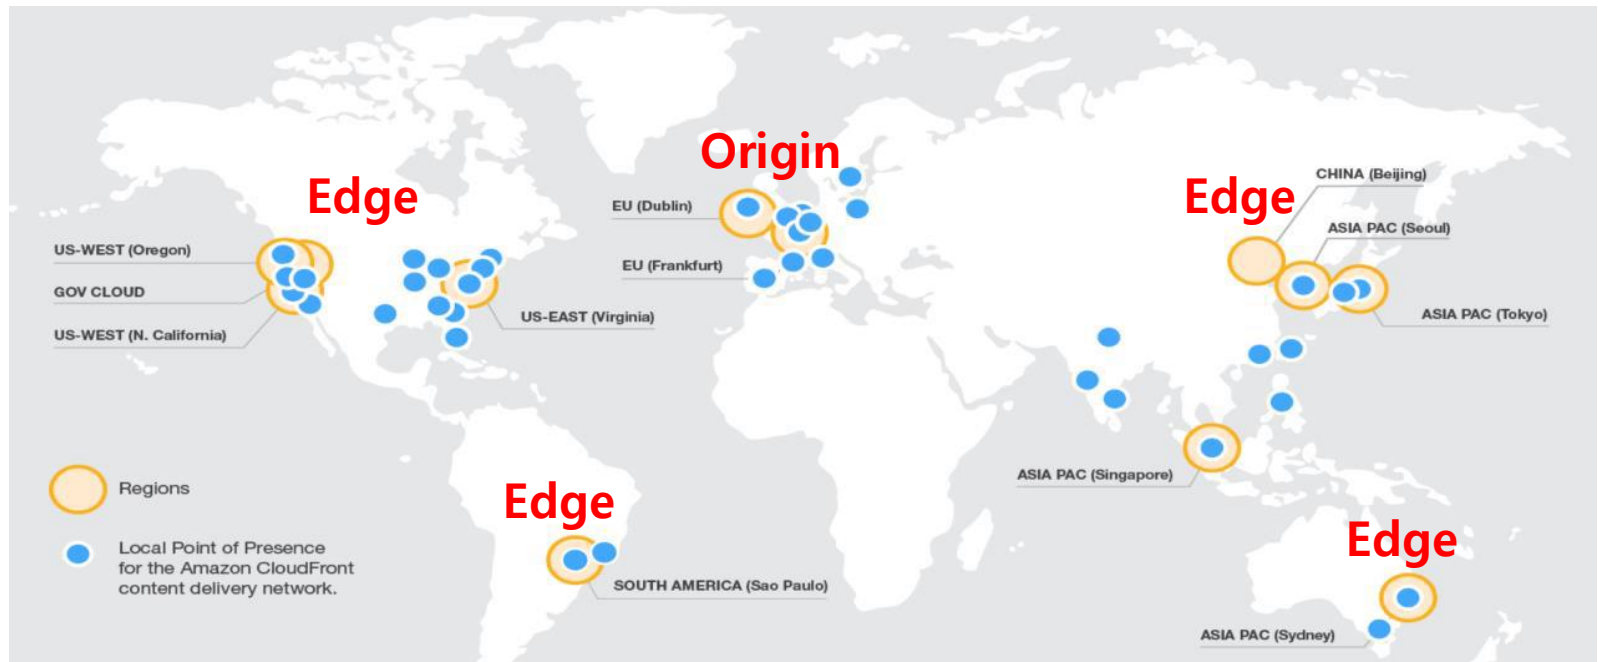 Origin
Edge
Edge
CHINA (Beijing)
EU (Dublin)
ASIA PAC (Seoul)
US-WEST (Oregon)
EU (Frankfurt)
GOV CLOUD
US-EAST (Virginia)
ASIA PAC (Tokyo)
US-WEST (N. California)
ASIA PAC (Singapore)
Regions
Edge
Edge
Local Point of Presence
for the Amazon CloudFront
content delivery network.
SOUTH AMERICA (Sao Paulo)
ASIA PAC (Sydney)